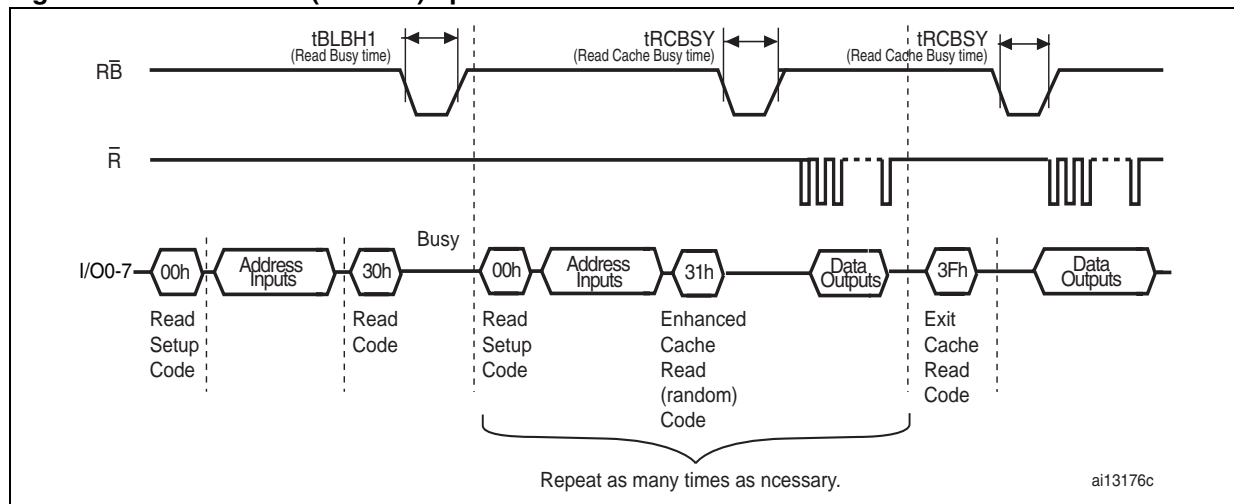 tBLBH1
(Read Busy time)
tRCBSY
(Read Cache Busy time)
tRCBSY
(Read Cache Busy time)
RB̅
R̅
I/O0-7
00h
Address
Inputs
30h
Busy
00h
Address
Inputs
31h
Data
Outputs
3Fh
Data
Outputs
Read
Setup
Code
Read
Code
Read
Setup
Code
Enhanced
Cache
Read
(random)
Code
Exit
Cache
Read
Code
Repeat as many times as ncessary.
ai13176c